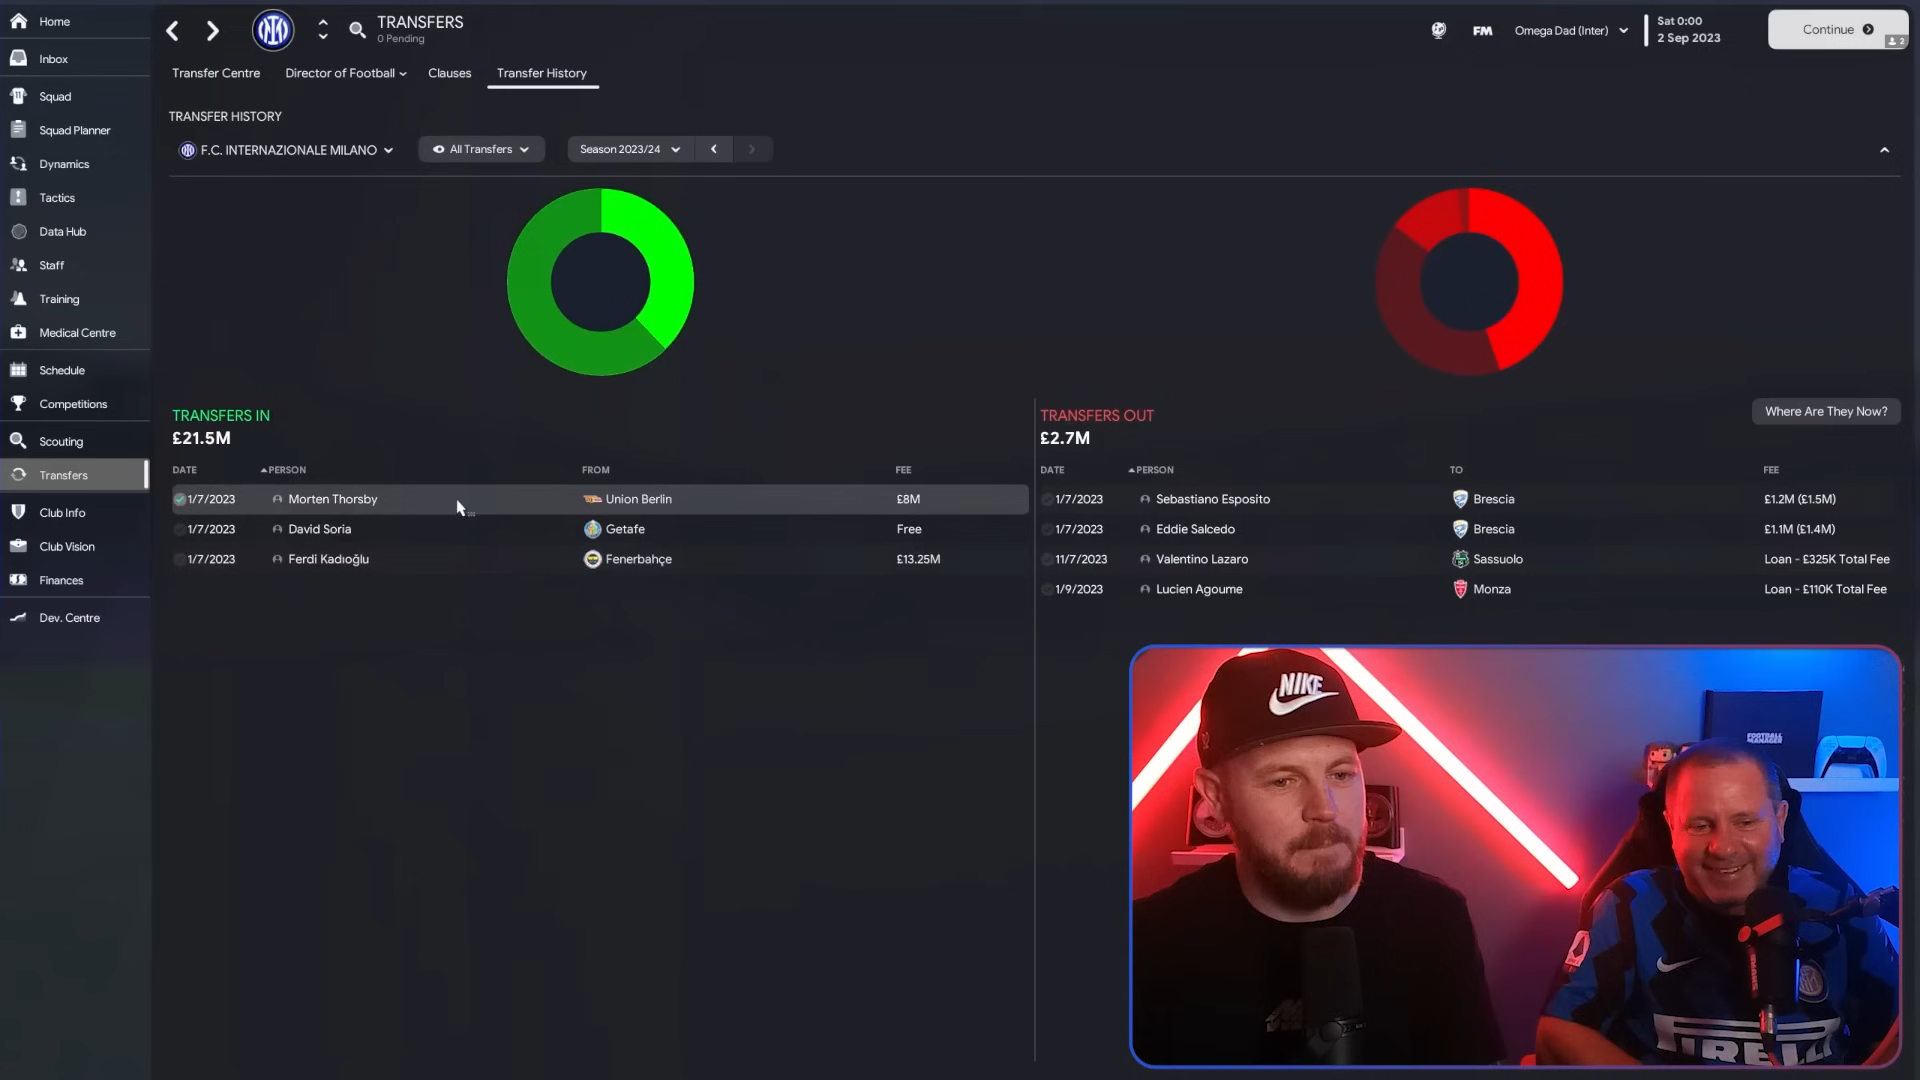 Home
Inbox
Squad
Squad Planner
Dynamics
Tactics
Data Hub
Staff
Training
Medical Centre
Schedule
Competitions
Scouting
Transfers
Club Info
Club Vision
Finances
Dev. Centre
TRANSFERS
0 Pending
FM
Omega Dad (Inter)
Sat 0:00
2 Sep 2023
Continue
2
Transfer Centre Director of Football Clauses Transfer History
TRANSFER HISTORY
F.C. INTERNAZIONALE MILANO All Transfers Season 2023/24
TRANSFERS IN
£21.5M
DATE PERSON FROM FEE
1/7/2023 Morten Thorsby Union Berlin £8M
1/7/2023 David Soria Getafe Free
1/7/2023 Ferdi Kadıoğlu Fenerbahçe £13.25M
TRANSFERS OUT
Where Are They Now?
£2.7M
DATE PERSON TO FEE
1/7/2023 Sebastiano Esposito Brescia £1.2M (£1.5M)
1/7/2023 Eddie Salcedo Brescia £1.1M (£1.4M)
11/7/2023 Valentino Lazaro Sassuolo Loan - £325K Total Fee
1/9/2023 Lucien Agoume Monza Loan - £110K Total Fee
NIKE
FOOTBALL
MANAGER
PIRELLI